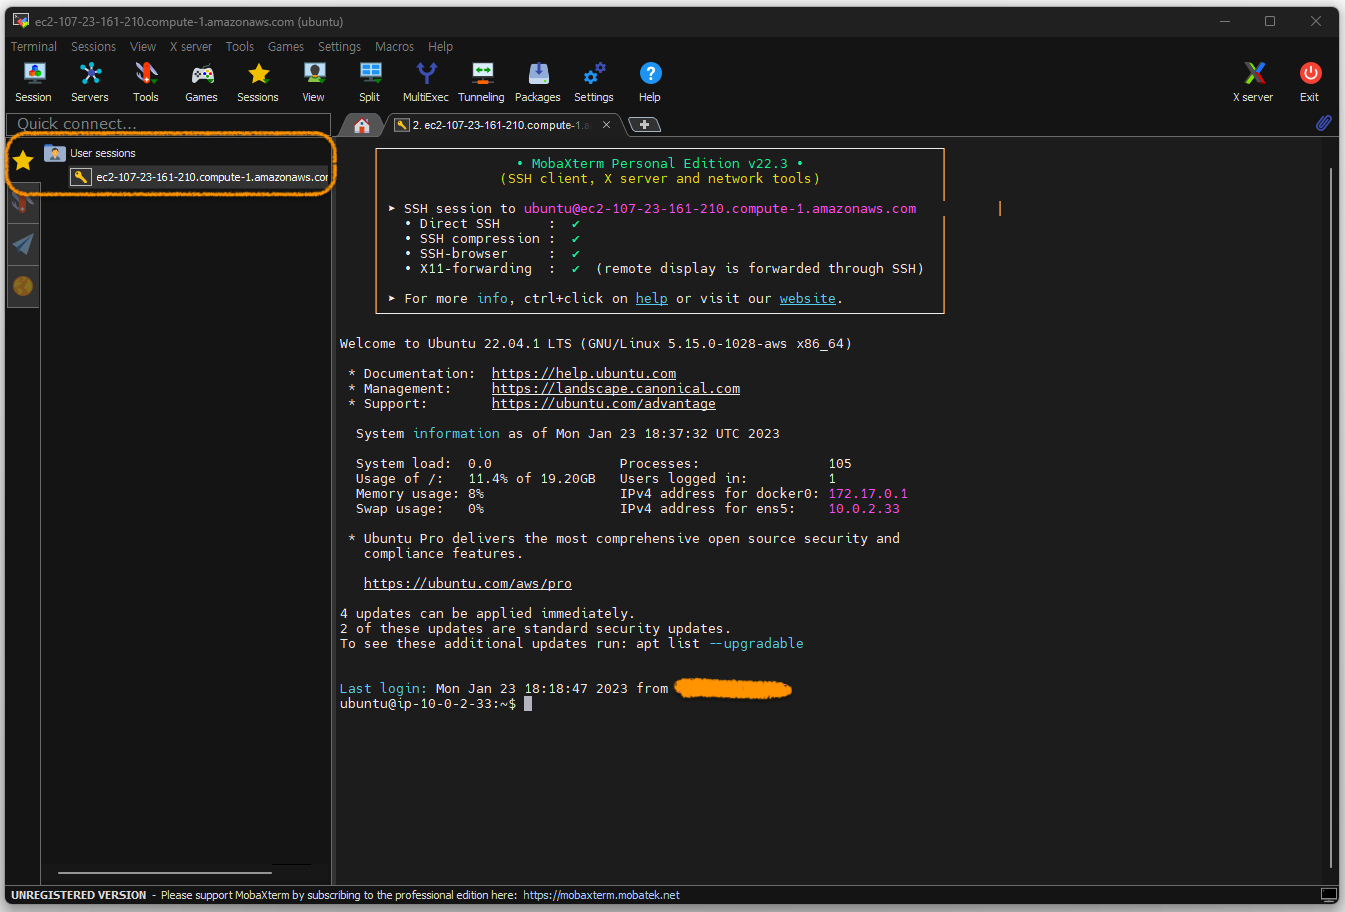 ec2-107-23-161-210.compute-1.amazonaws.com (ubuntu)
Terminal Sessions View X server Tools Games Settings Macros Help
Session Servers Tools Games Sessions View Split MultiExec Tunneling Packages Settings Help X server Exit
Quick connect...
2. ec2-107-23-161-210.compute-1.a
User sessions
ec2-107-23-161-210.compute-1.amazonaws.cor
• MobaXterm Personal Edition v22.3 •
(SSH client, X server and network tools)
➤ SSH session to ubuntu@ec2-107-23-161-210.compute-1.amazonaws.com
• Direct SSH : ✔
• SSH compression : ✔
• SSH-browser : ✔
• X11-forwarding : ✔ (remote display is forwarded through SSH)
➤ For more info, ctrl+click on help or visit our website.
Welcome to Ubuntu 22.04.1 LTS (GNU/Linux 5.15.0-1028-aws x86_64)
* Documentation: https://help.ubuntu.com
* Management: https://landscape.canonical.com
* Support: https://ubuntu.com/advantage
System information as of Mon Jan 23 18:37:32 UTC 2023
System load: 0.0 Processes: 105
Usage of /: 11.4% of 19.20GB Users logged in: 1
Memory usage: 8% IPv4 address for docker0: 172.17.0.1
Swap usage: 0% IPv4 address for ens5: 10.0.2.33
* Ubuntu Pro delivers the most comprehensive open source security and
compliance features.
https://ubuntu.com/aws/pro
4 updates can be applied immediately.
2 of these updates are standard security updates.
To see these additional updates run: apt list --upgradable
Last login: Mon Jan 23 18:18:47 2023 from
ubuntu@ip-10-0-2-33:~$
UNREGISTERED VERSION - Please support MobaXterm by subscribing to the professional edition here: https://mobaxterm.mobatek.net